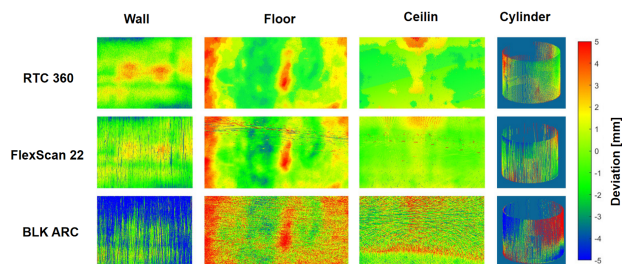 Wall Floor Ceilin Cylinder
RTC 360
FlexScan 22
BLK ARC
5
4
3
2
1
0
-1
-2
-3
-4
-5
Deviation [mm]